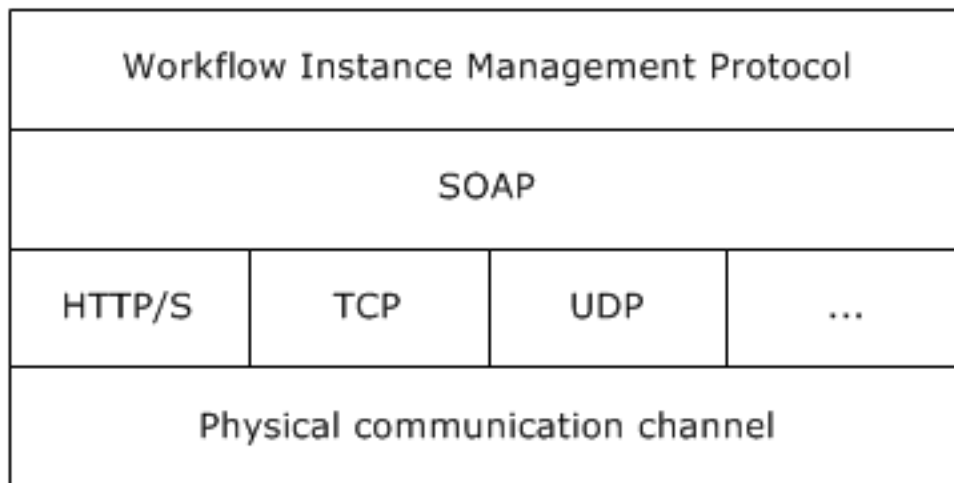 Workflow Instance Management Protocol
SOAP
HTTP/S TCP UDP ...
Physical communication channel